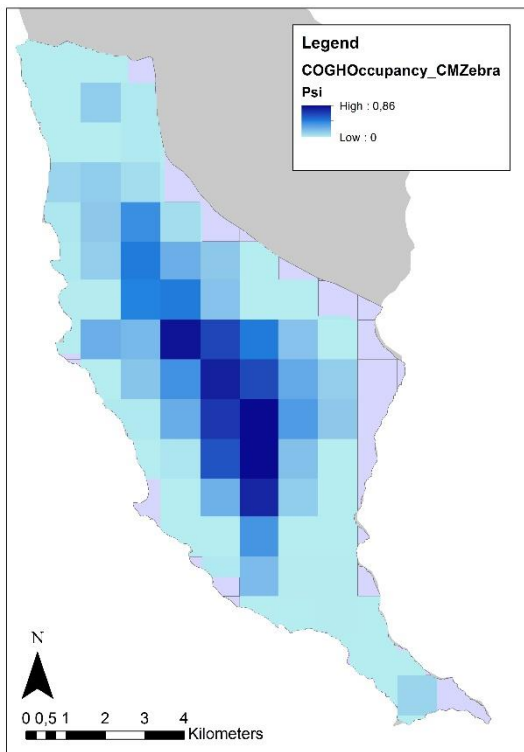 Legend
COGHOccupancy_CMZebra
Psi
High : 0,86
Low : 0
N
0 0,5 1 2 3 4
Kilometers